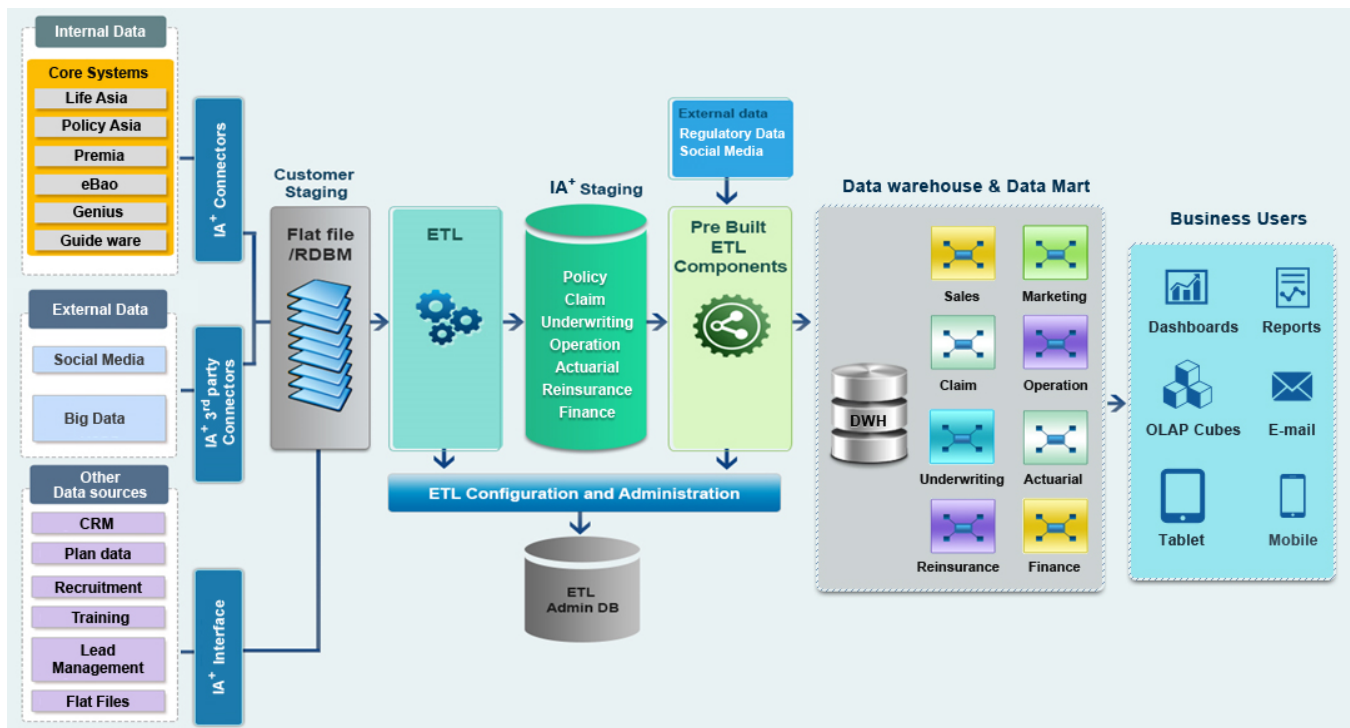 Internal Data
Core Systems
Life Asia
Policy Asia
Premia
eBao
Genius
Guide ware
IA+ Connectors
External Data
Social Media
Big Data
IA+ 3rd party
Connectors
Other
Data sources
CRM
Plan data
Recruitment
Training
Lead
Management
Flat Files
IA+ Interface
Customer
Staging
Flat file
/RDBM
ETL
IA+ Staging
Policy
Claim
Underwriting
Operation
Actuarial
Reinsurance
Finance
External data
Regulatory Data
Social Media
Pre Built
ETL
Components
ETL Configuration and Administration
ETL
Admin DB
Data warehouse & Data Mart
DWH
Sales
Marketing
Claim
Operation
Underwriting
Actuarial
Reinsurance
Finance
Business Users
Dashboards
Reports
OLAP Cubes
E-mail
Tablet
Mobile